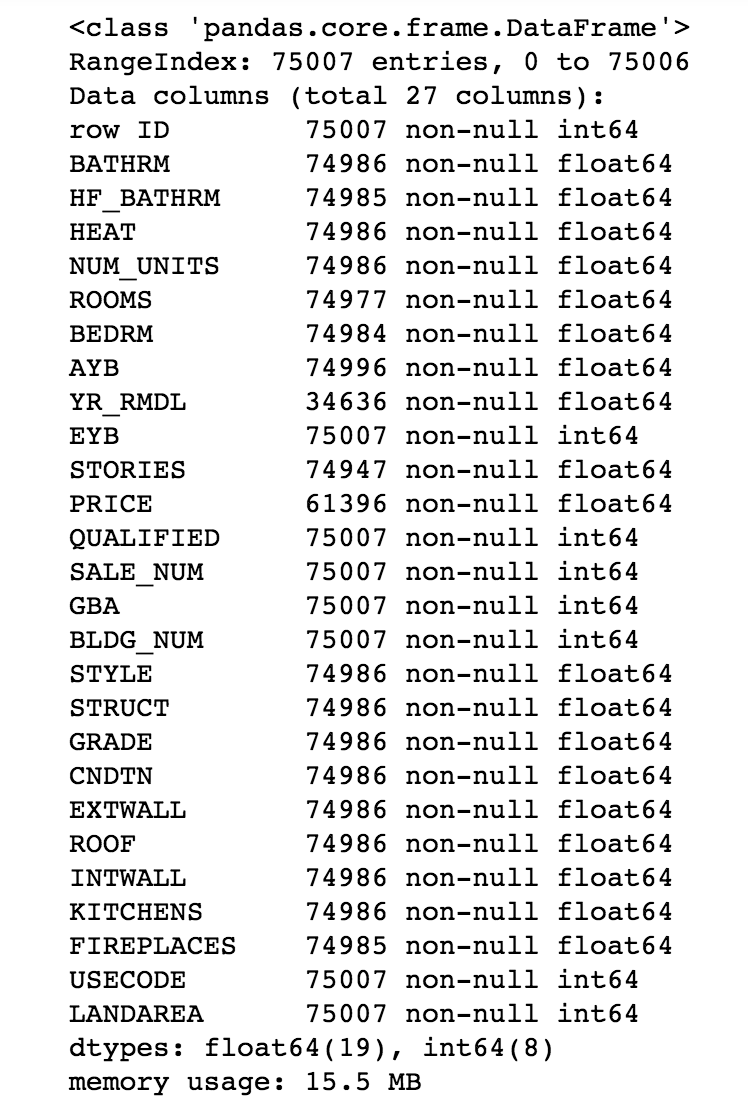 <class 'pandas.core.frame.DataFrame'>
RangeIndex: 75007 entries, 0 to 75006
Data columns (total 27 columns):
row ID        75007 non-null int64
BATHRM        74986 non-null float64
HF_BATHRM     74985 non-null float64
HEAT          74986 non-null float64
NUM_UNITS     74986 non-null float64
ROOMS         74977 non-null float64
BEDRM         74984 non-null float64
AYB           74996 non-null float64
YR_RMDL       34636 non-null float64
EYB           75007 non-null int64
STORIES       74947 non-null float64
PRICE         61396 non-null float64
QUALIFIED     75007 non-null int64
SALE_NUM      75007 non-null int64
GBA           75007 non-null int64
BLDG_NUM      75007 non-null int64
STYLE         74986 non-null float64
STRUCT        74986 non-null float64
GRADE         74986 non-null float64
CNDTN         74986 non-null float64
EXTWALL       74986 non-null float64
ROOF          74986 non-null float64
INTWALL       74986 non-null float64
KITCHENS      74986 non-null float64
FIREPLACES    74985 non-null float64
USECODE       75007 non-null int64
LANDAREA      75007 non-null int64
dtypes: float64(19), int64(8)
memory usage: 15.5 MB